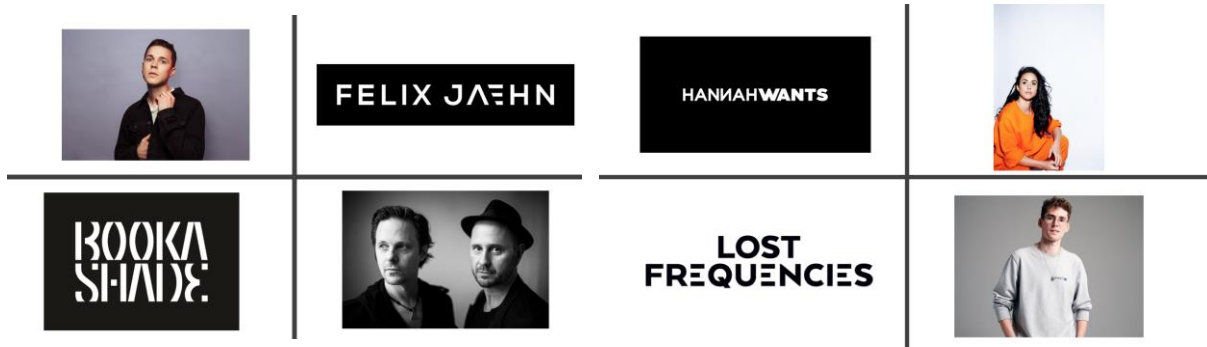 FELIX JAEHN
HANNAHWANTS
BOOKA
SHADE
LOST
FREQUENCIES